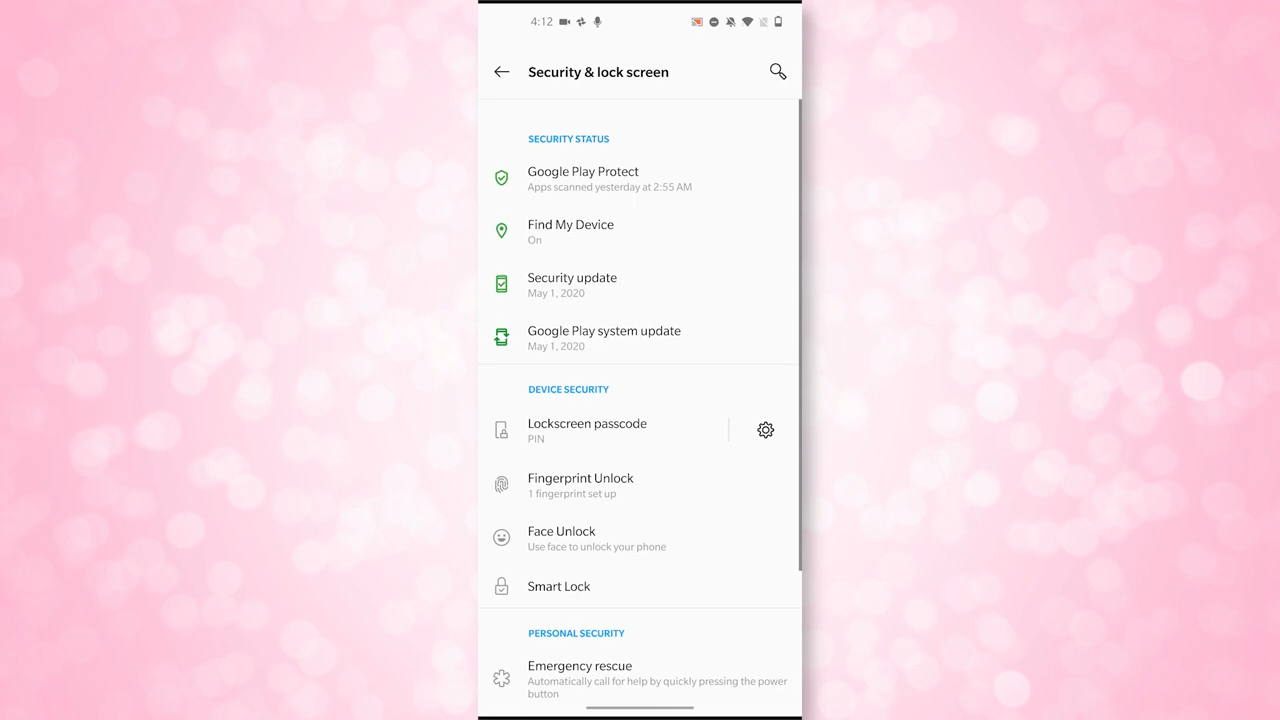 4:12
Security & lock screen
SECURITY STATUS
Google Play Protect
Apps scanned yesterday at 2:55 AM
Find My Device
On
Security update
May 1, 2020
Google Play system update
May 1, 2020
DEVICE SECURITY
Lockscreen passcode
PIN
Fingerprint Unlock
1 fingerprint set up
Face Unlock
Use face to unlock your phone
Smart Lock
PERSONAL SECURITY
Emergency rescue
Automatically call for help by quickly pressing the power
button